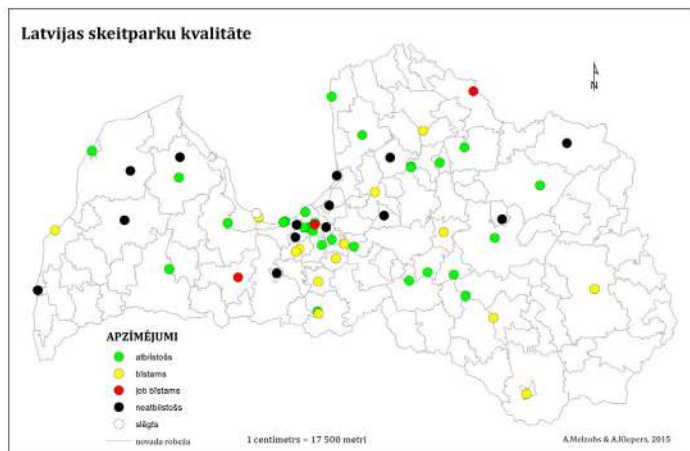 Latvijas skeitparku kvalitāte
N
APZĪMĒJUMI
atbilstošs
bīstams
ļoti bīstams
neatbilstošs
slēgts
novada robeža
1 centimetrs = 17 500 metri
A.Melzobs & A.Klepers, 2015